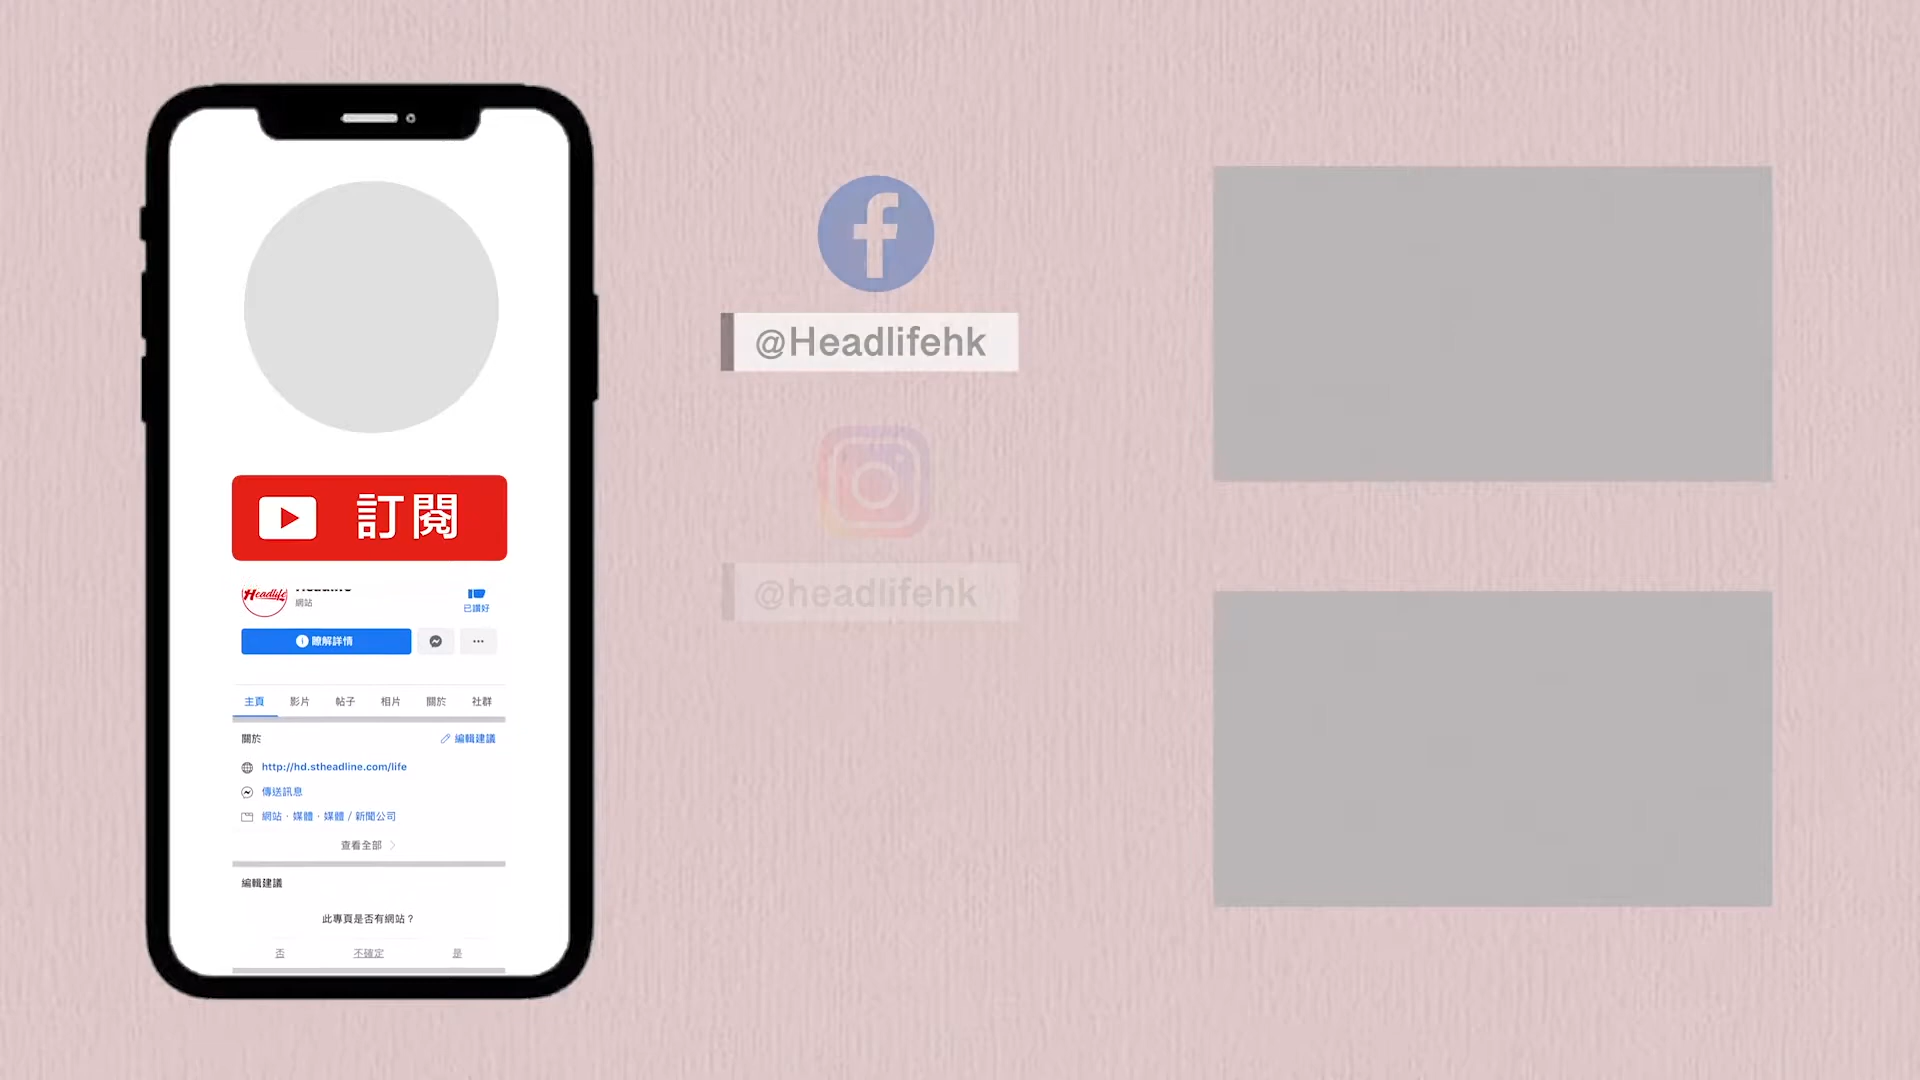 訂閱
Headlife
網站
已讚好
瞭解詳情
主頁 影片 帖子 相片 關於 社群
關於
編輯建議
http://hd.stheadline.com/life
傳送訊息
網站 · 媒體 · 媒體 / 新聞公司
查看全部
編輯建議
此專頁是否有網站？
否 不確定 是
@Headlifehk
@headlifehk